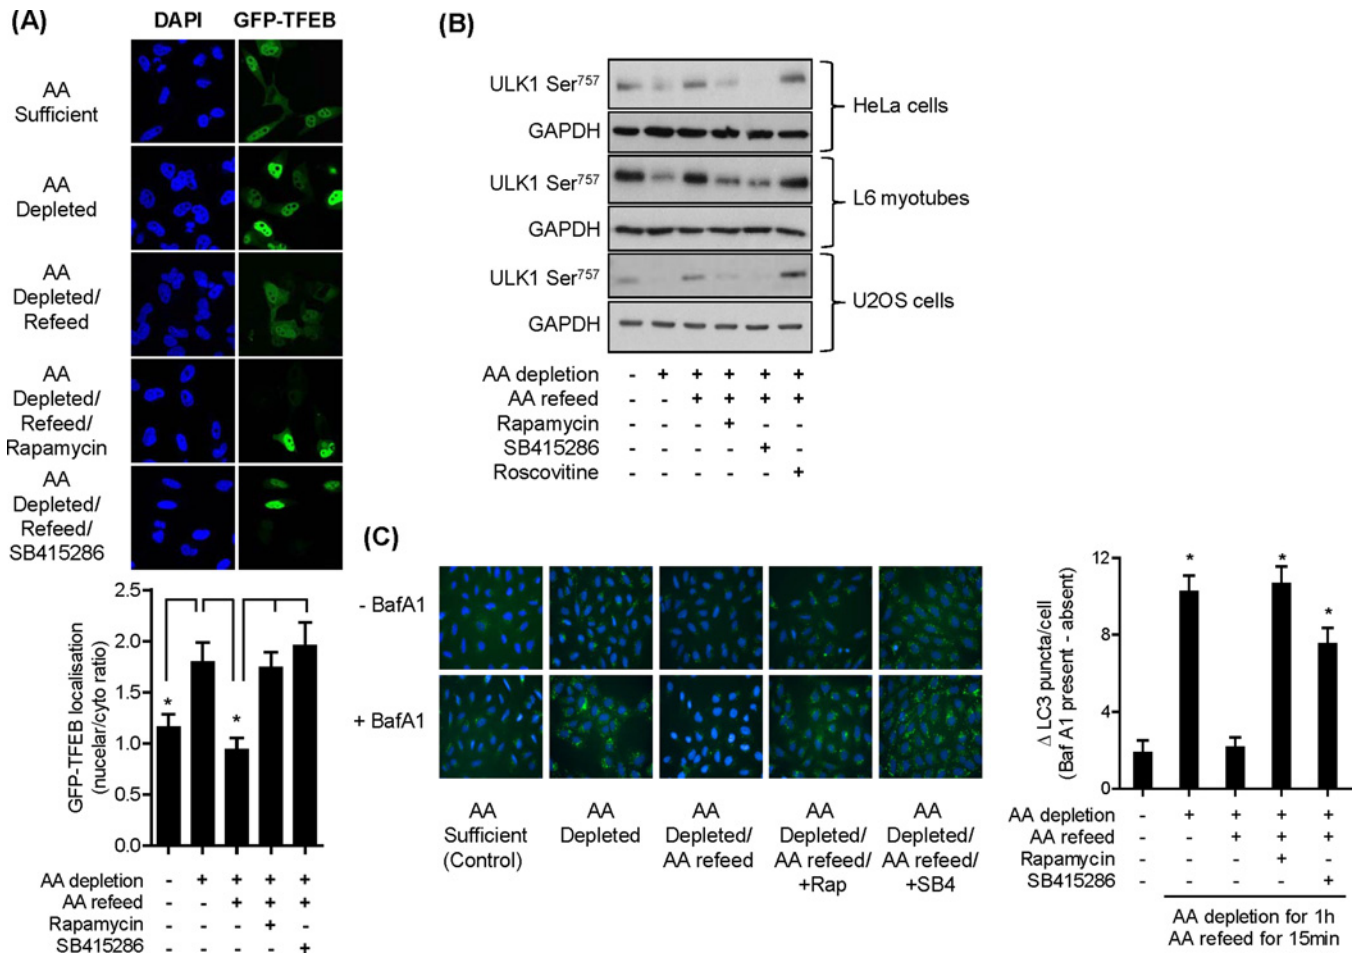 (A)
DAPI GFP-TFEB
AA
Sufficient
AA
Depleted
AA
Depleted/
Refeed
AA
Depleted/
Refeed/
Rapamycin
AA
Depleted/
Refeed/
SB415286
GFP-TFEB localisation
(nucelar/cyto ratio)
2.5
2.0
1.5
1.0
0.5
0.0
* *
AA depletion - + + + +
AA refeed - - + + +
Rapamycin - - - + -
SB415286 - - - - +
(B)
ULK1 Ser757
GAPDH
HeLa cells
ULK1 Ser757
GAPDH
L6 myotubes
ULK1 Ser757
GAPDH
U2OS cells
AA depletion - + + + + +
AA refeed - - + + + +
Rapamycin - - - + - -
SB415286 - - - - + -
Roscovitine - - - - - +
(C)
- BafA1
+ BafA1
AA
Sufficient
(Control)
AA
Depleted
AA
Depleted/
AA refeed
AA
Depleted/
AA refeed/
+Rap
AA
Depleted/
AA refeed/
+SB4
Δ LC3 puncta/cell
(Baf A1 present - absent)
12
8
4
0
* * *
AA depletion - + + + +
AA refeed - - + + +
Rapamycin - - - + -
SB415286 - - - - +
AA depletion for 1h
AA refeed for 15min